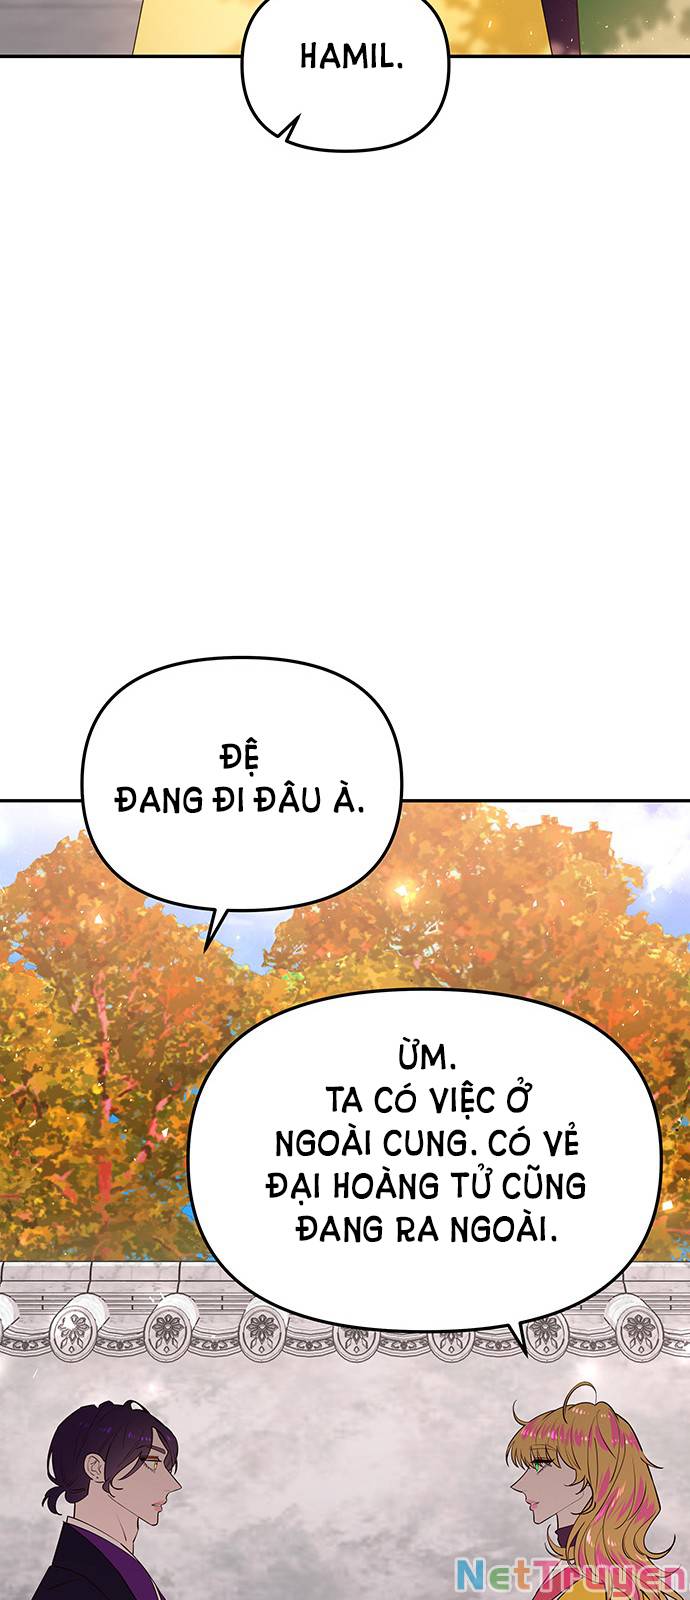 HAMIL.
ĐỆ
ĐANG ĐI ĐÂU À.
ỪM.
TA CÓ VIỆC Ở
NGOÀI CUNG. CÓ VẺ
ĐẠI HOÀNG TỬ CŨNG
ĐANG RA NGOÀI.
NetTruyen